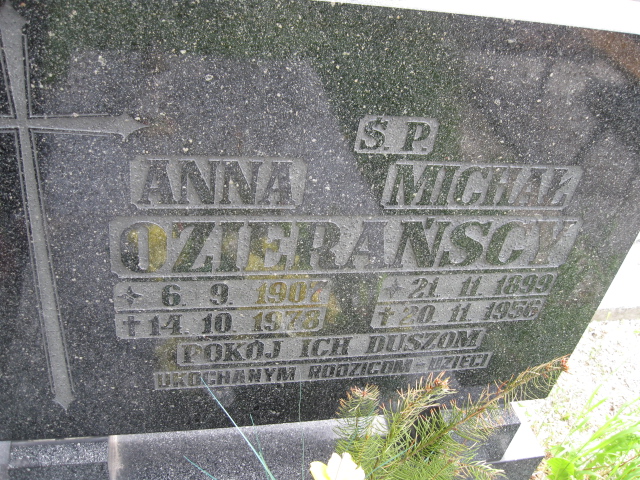 Ś. P.
ANNA MICHAŁ
OZIERAŃSCY
6. 9. 1907 21. 11. 1899
14. 10. 1978 20. 11. 1956
POKÓJ ICH DUSZOM
UKOCHANYM RODZICOM - DZIECI